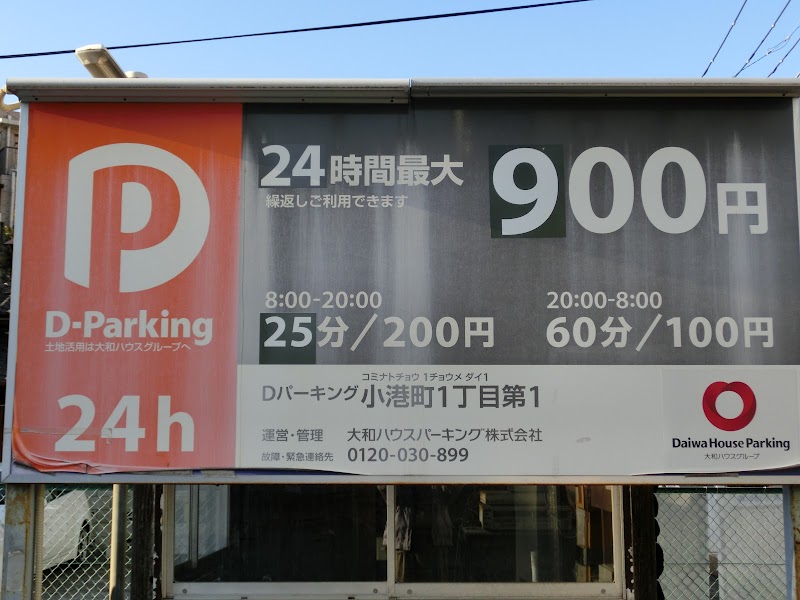 P
D-Parking
土地活用は大和ハウスグループへ
24h
24時間最大 900円
繰返しご利用できます
8:00-20:00
25分/200円
20:00-8:00
60分/100円
コミナトチョウ 1チョウメ ダイ1
Dパーキング 小港町1丁目第1
運営・管理 大和ハウスパーキング株式会社
故障・緊急連絡先 0120-030-899
Daiwa House Parking
大和ハウスグループ